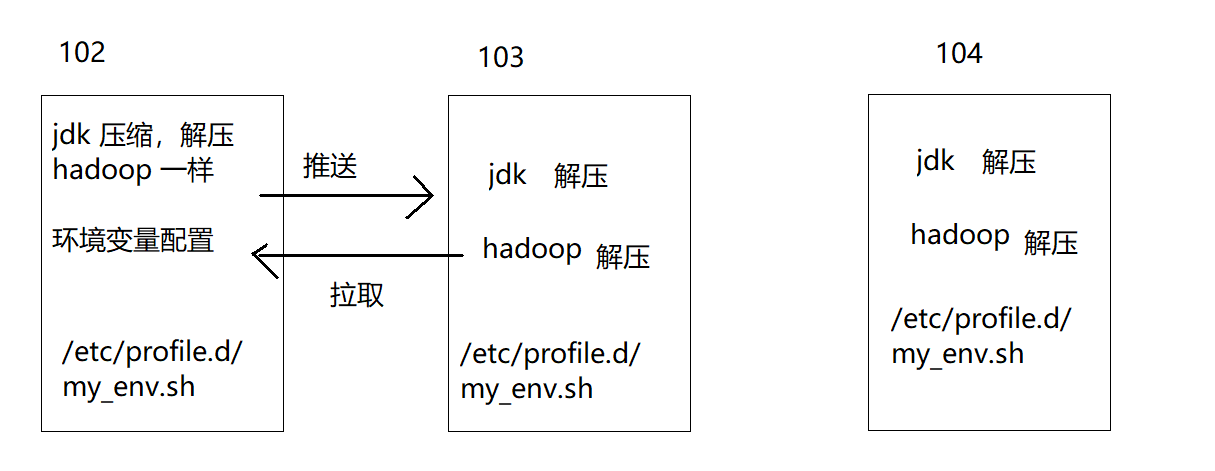 102
jdk 压缩，解压
hadoop 一样
环境变量配置
/etc/profile.d/
my_env.sh
推送
拉取
103
jdk 解压
hadoop 解压
/etc/profile.d/
my_env.sh
104
jdk 解压
hadoop 解压
/etc/profile.d/
my_env.sh